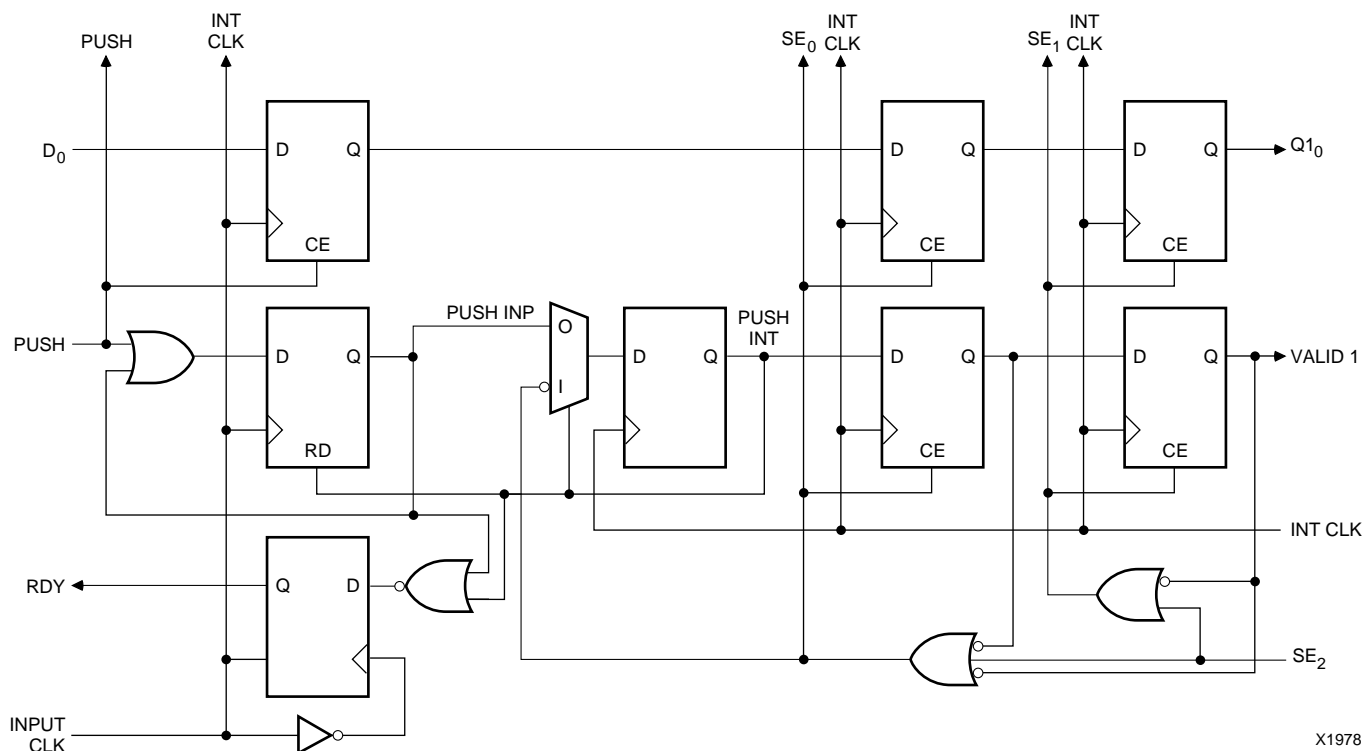 PUSH
INT
CLK
SE0
INT
CLK
SE1
INT
CLK
D0
D
Q
CE
D
Q
CE
D
Q
CE
Q10
PUSH
D
Q
RD
PUSH INP
O
I
D
Q
PUSH
INT
D
Q
CE
D
Q
CE
VALID 1
INT CLK
RDY
Q
D
SE2
INPUT
CLK
X1978